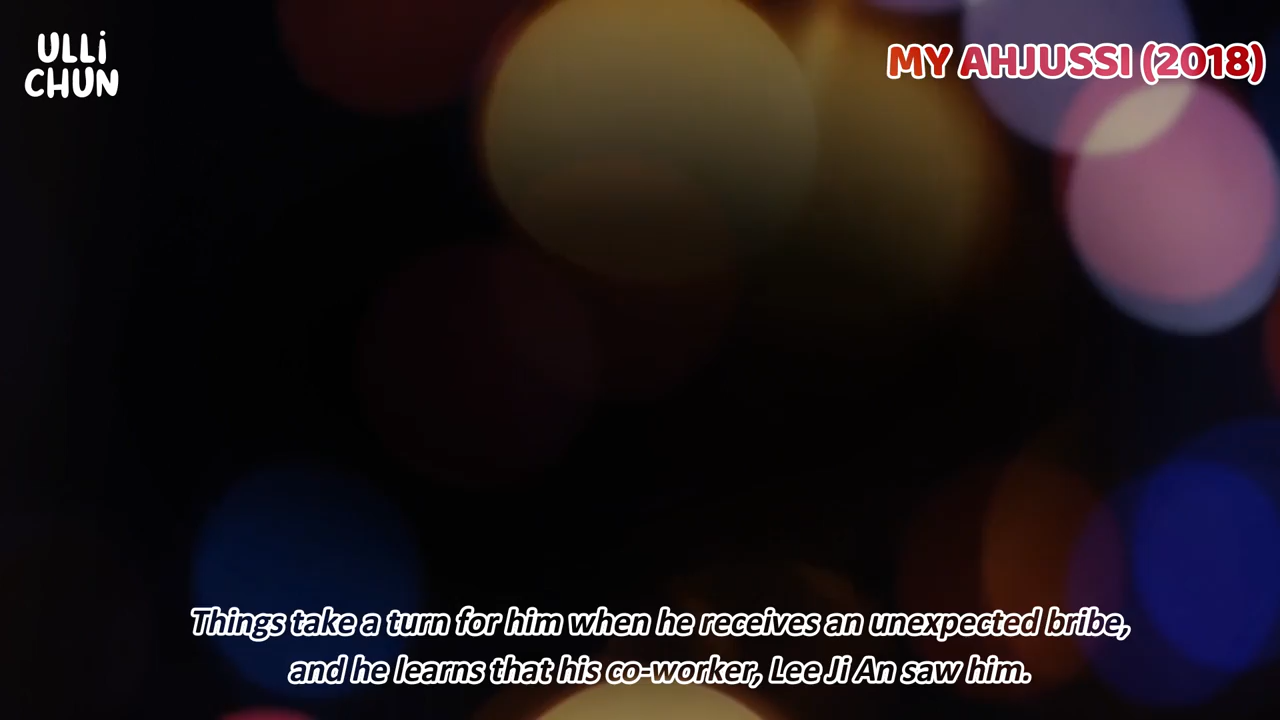 ULLi
CHUN
MY AHJUSSI (2018)
Things take a turn for him when he receives an unexpected bribe,
and he learns that his co-worker, Lee Ji An saw him.